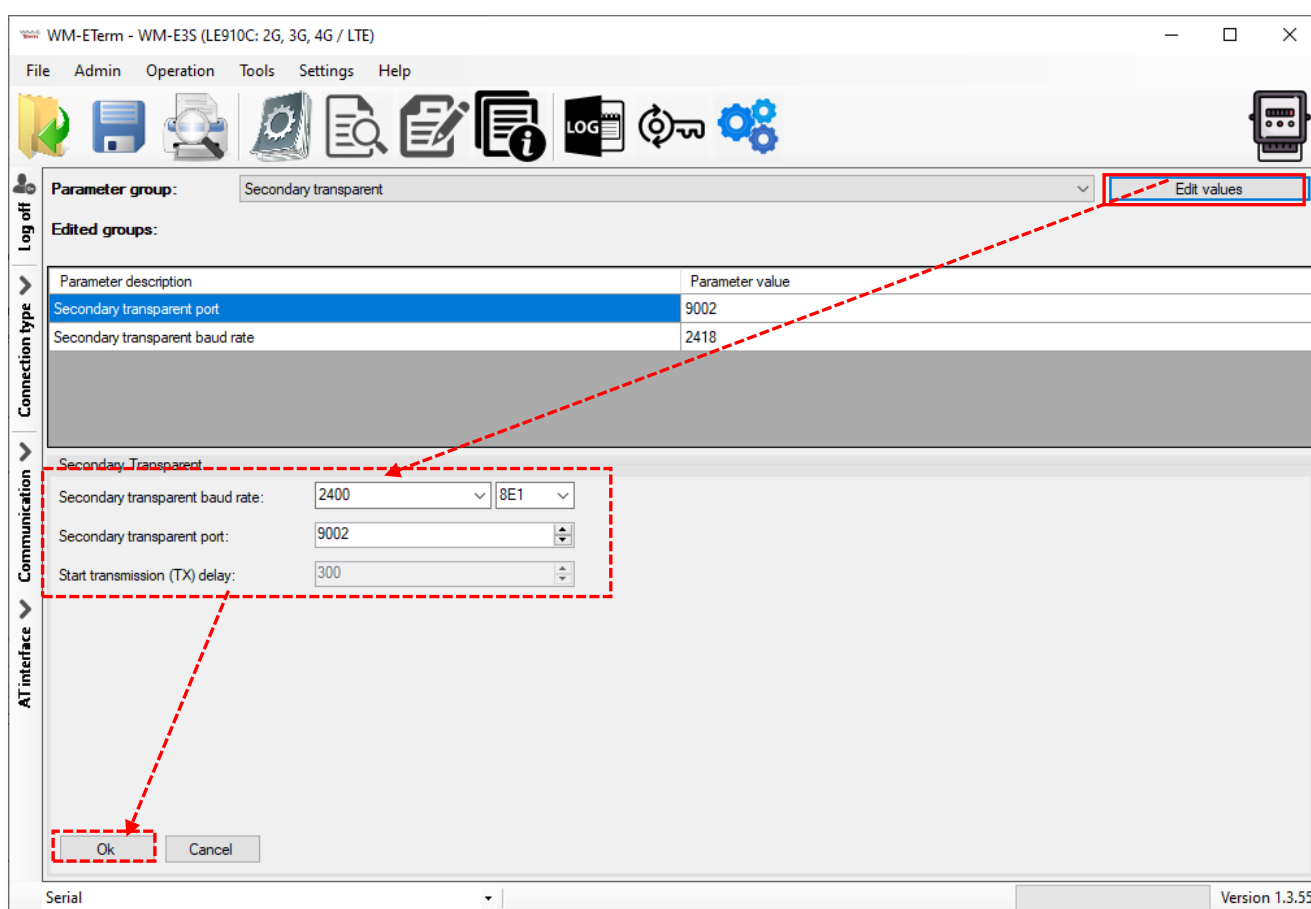 WM-ETerm - WM-E3S (LE910C: 2G, 3G, 4G / LTE)
File Admin Operation Tools Settings Help
LOG
Log off
Parameter group: Secondary transparent Edit values
Edited groups:
Connection type
Parameter description Parameter value
Secondary transparent port 9002
Secondary transparent baud rate 2418
Communication
Secondary Transparent
Secondary transparent baud rate: 2400 8E1
Secondary transparent port: 9002
Start transmission (TX) delay: 300
AT interface
Ok Cancel
Serial Version 1.3.55